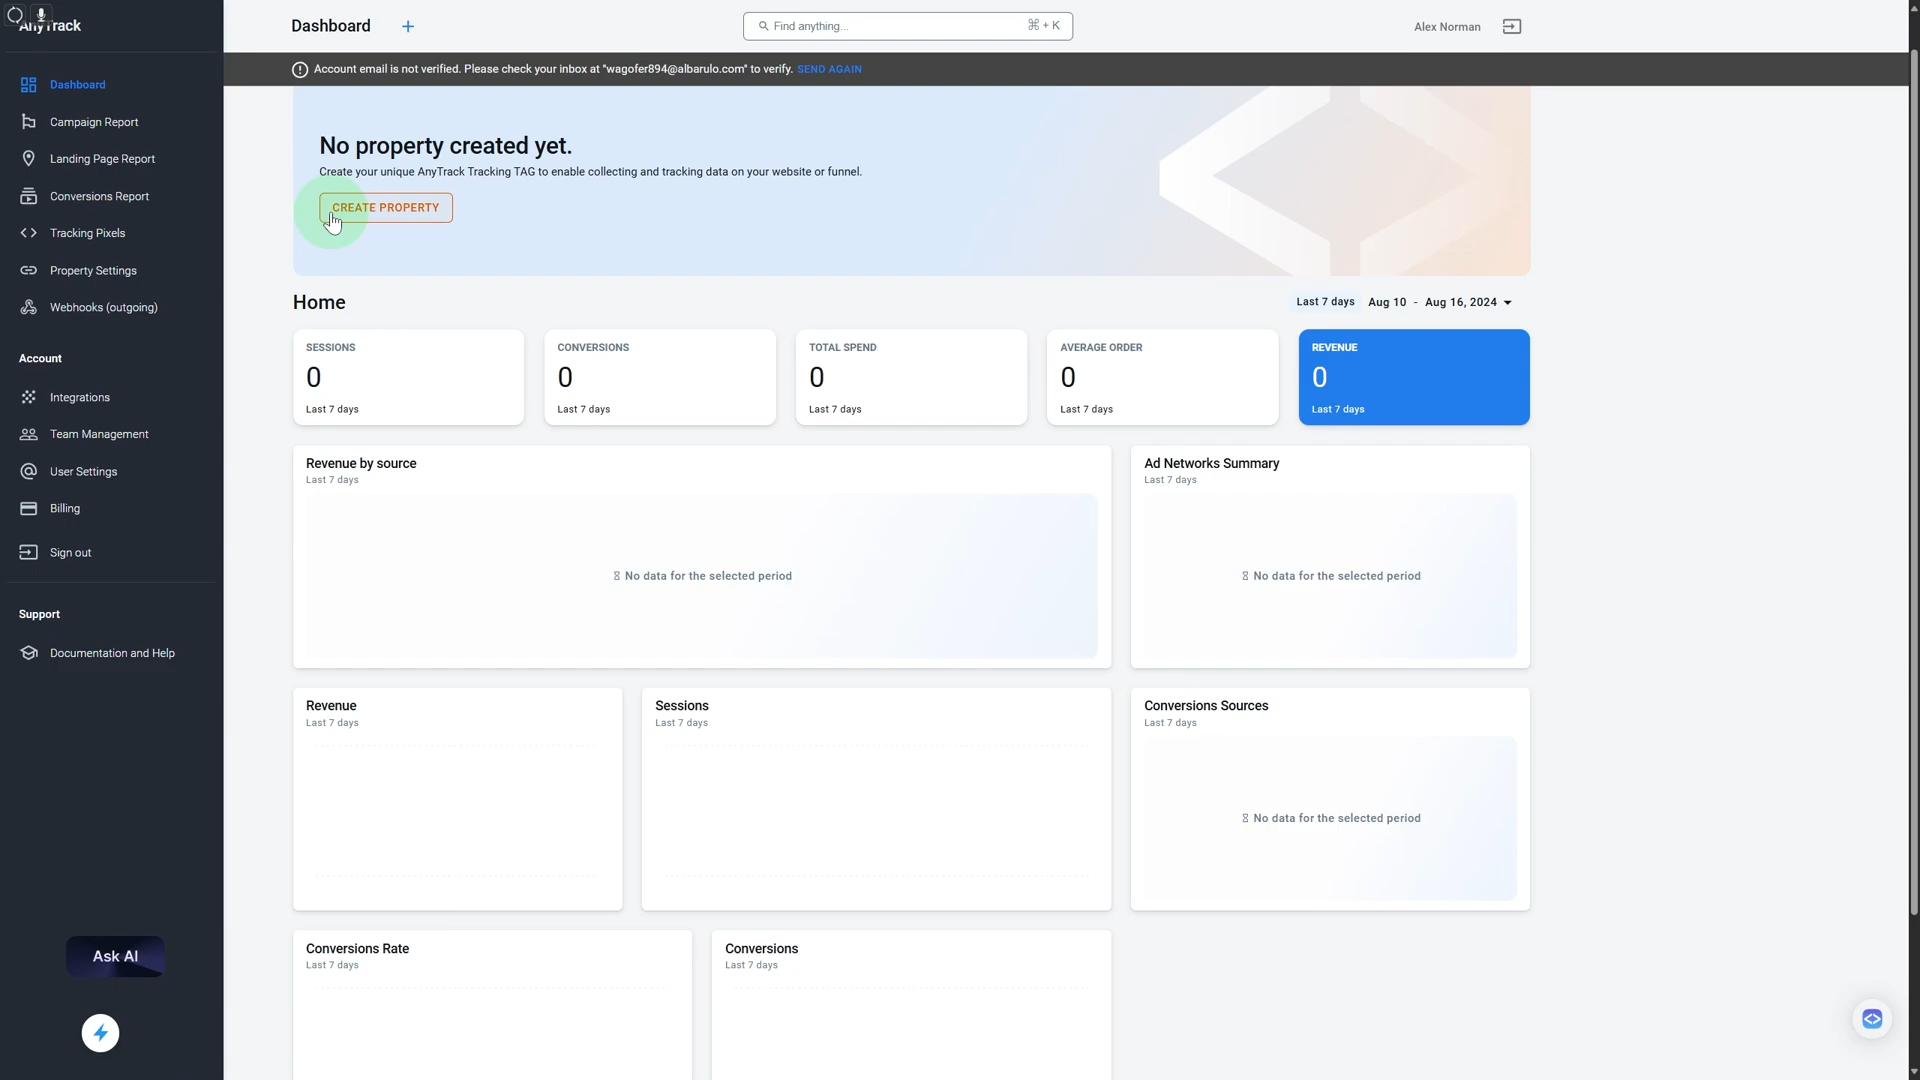 AnyTrack
Dashboard
+
Find anything...
⌘ + K
Alex Norman
Account email is not verified. Please check your inbox at "wagofer894@albarulo.com" to verify. SEND AGAIN
Dashboard
Campaign Report
Landing Page Report
Conversions Report
Tracking Pixels
Property Settings
Webhooks (outgoing)
Account
Integrations
Team Management
User Settings
Billing
Sign out
Support
Documentation and Help
Ask AI
No property created yet.
Create your unique AnyTrack Tracking TAG to enable collecting and tracking data on your website or funnel.
CREATE PROPERTY
Home
Last 7 days Aug 10 - Aug 16, 2024
SESSIONS
0
Last 7 days
CONVERSIONS
0
Last 7 days
TOTAL SPEND
0
Last 7 days
AVERAGE ORDER
0
Last 7 days
REVENUE
0
Last 7 days
Revenue by source
Last 7 days
No data for the selected period
Ad Networks Summary
Last 7 days
No data for the selected period
Revenue
Last 7 days
Sessions
Last 7 days
Conversions Sources
Last 7 days
No data for the selected period
Conversions Rate
Last 7 days
Conversions
Last 7 days